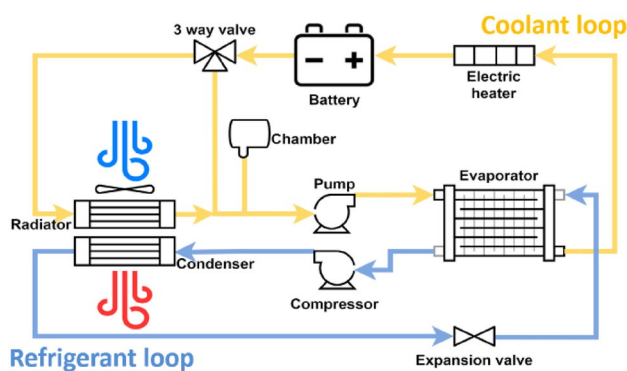 3 way valve
Coolant loop
Battery
Electric
heater
Chamber
Pump
Evaporator
Radiator
Condenser
Compressor
Refrigerant loop
Expansion valve